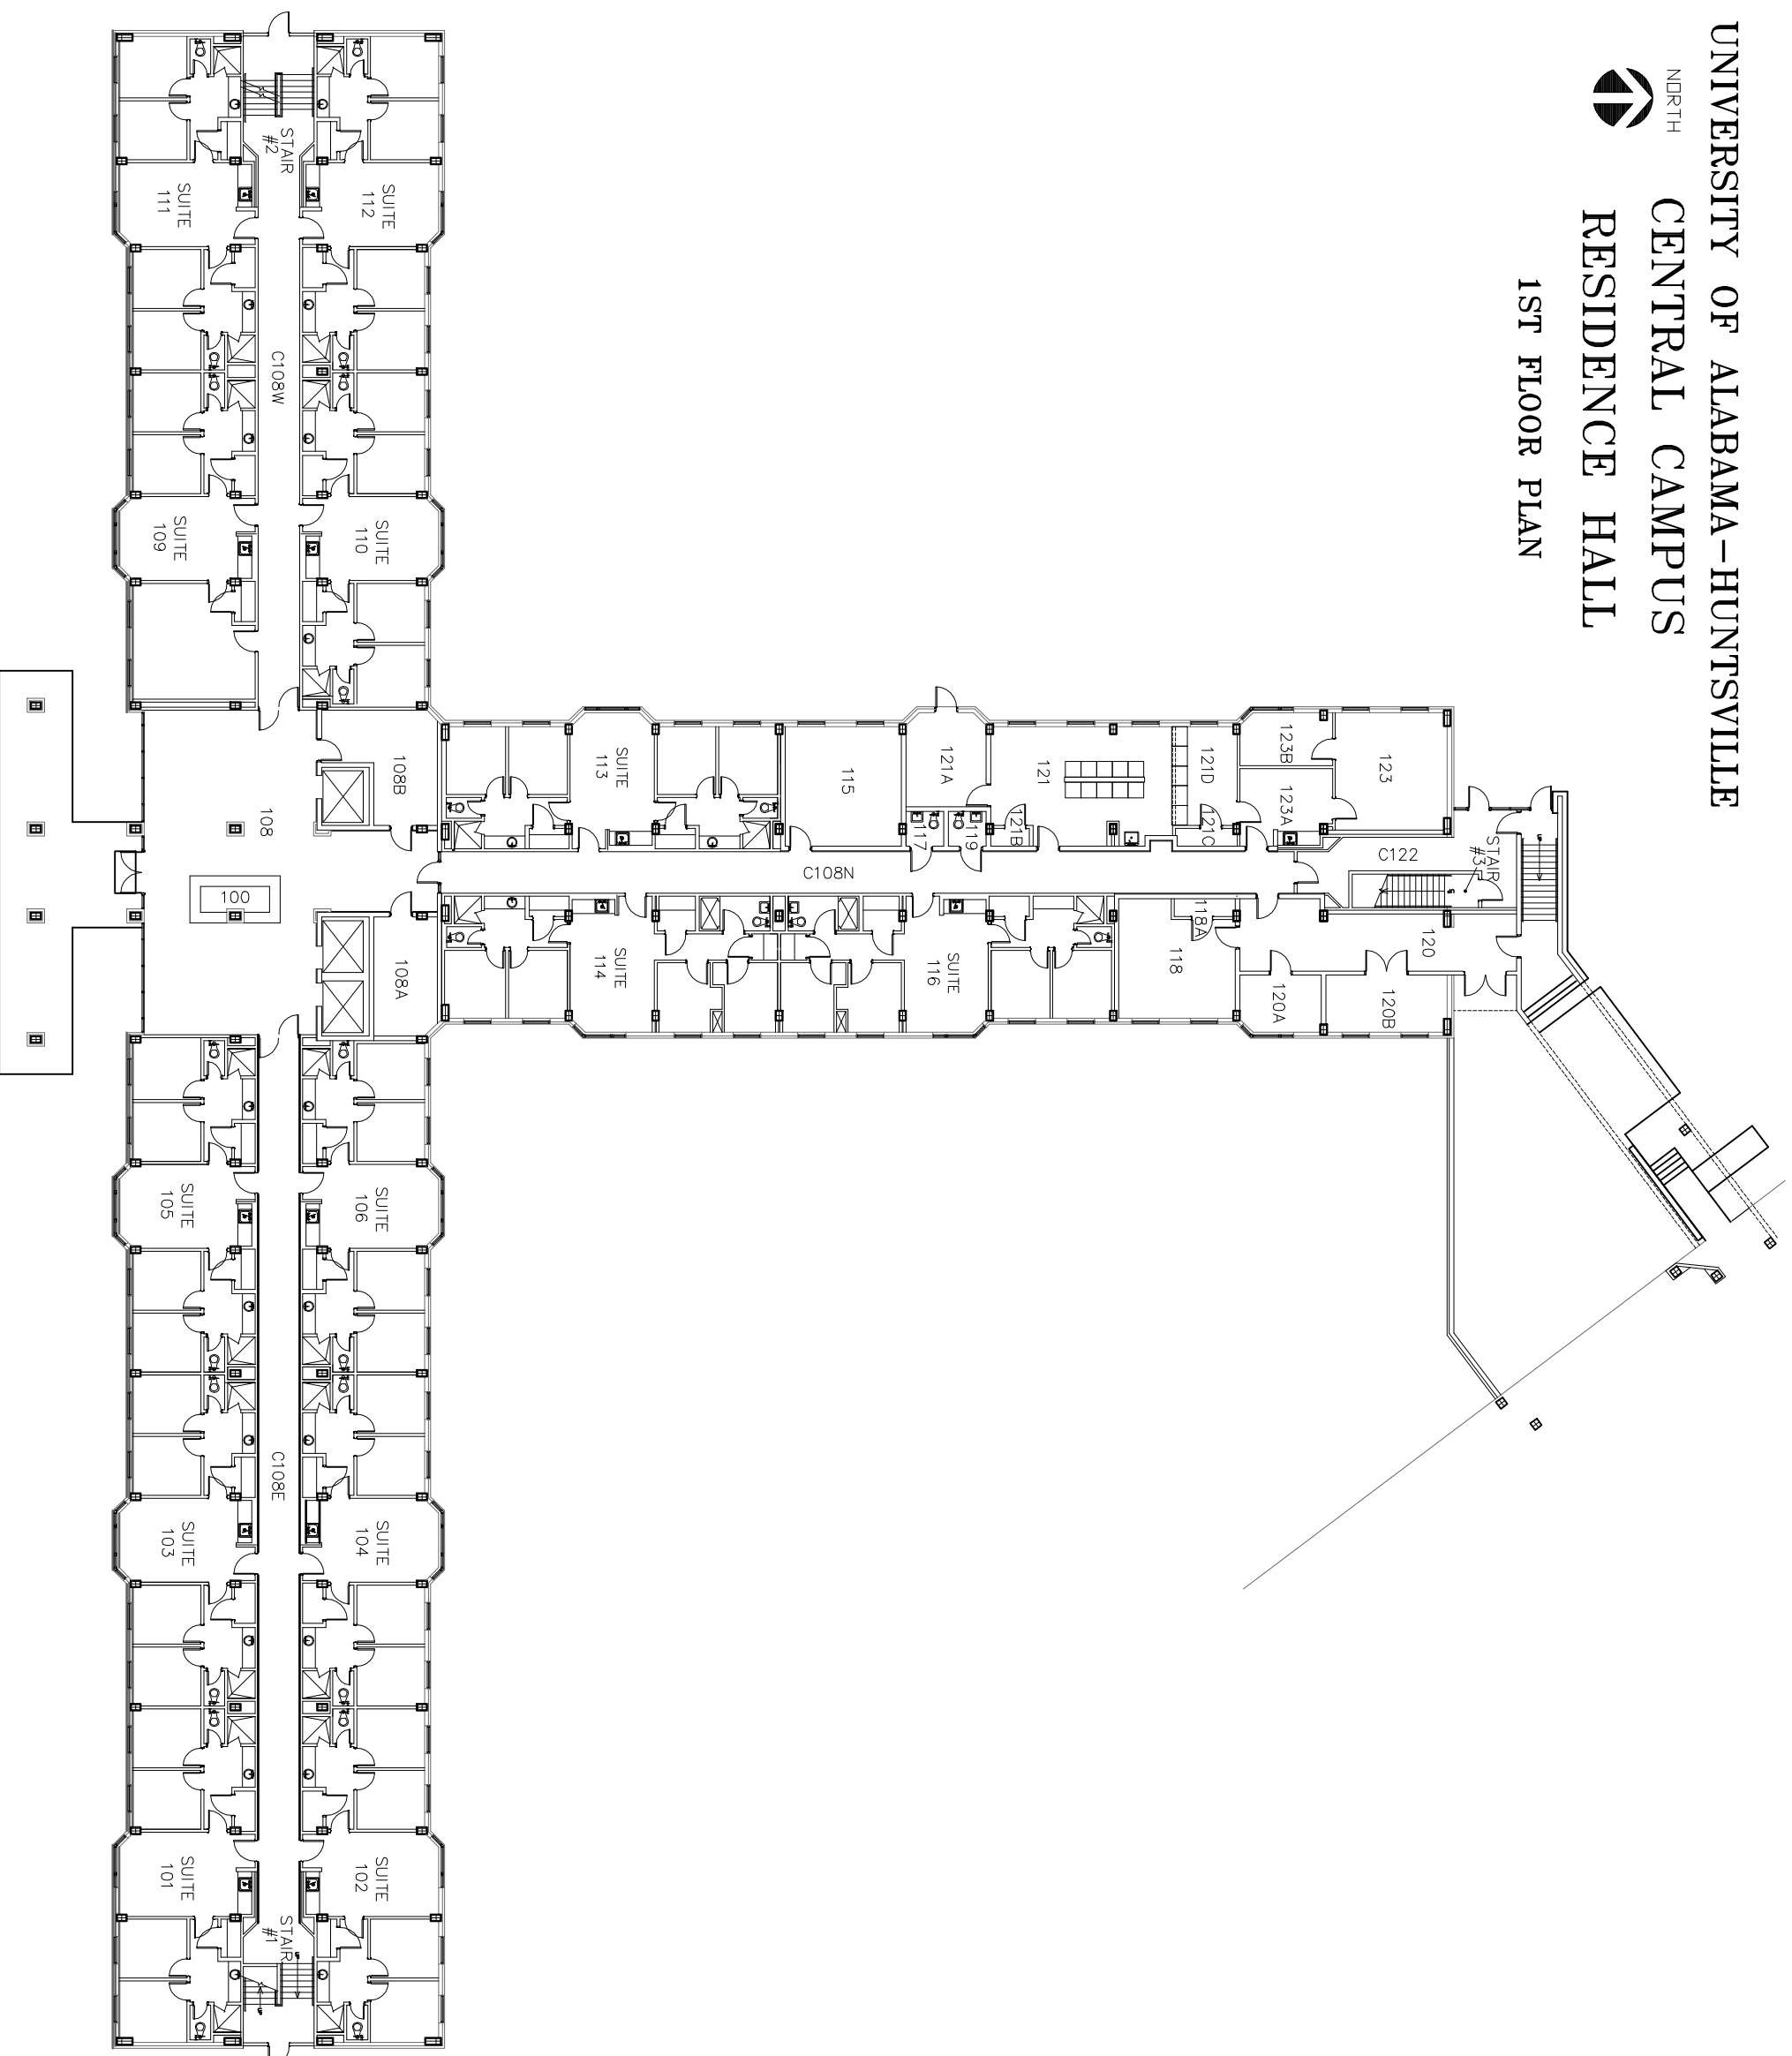 UNIVERSITY OF ALABAMA-HUNTSVILLE
CENTRAL CAMPUS
RESIDENCE HALL
1ST FLOOR PLAN
NORTH
STAIR
#3
C122
120
120B
120A
123
123B
123A
121D
121C
121
121B
121A
119
117
118A
118
115
C108N
SUITE
116
SUITE
113
SUITE
114
108B
108A
108
100
STAIR
#2
SUITE
112
SUITE
111
C108W
SUITE
110
SUITE
109
SUITE
106
SUITE
105
C108E
SUITE
104
SUITE
103
SUITE
102
SUITE
101
STAIR
#1